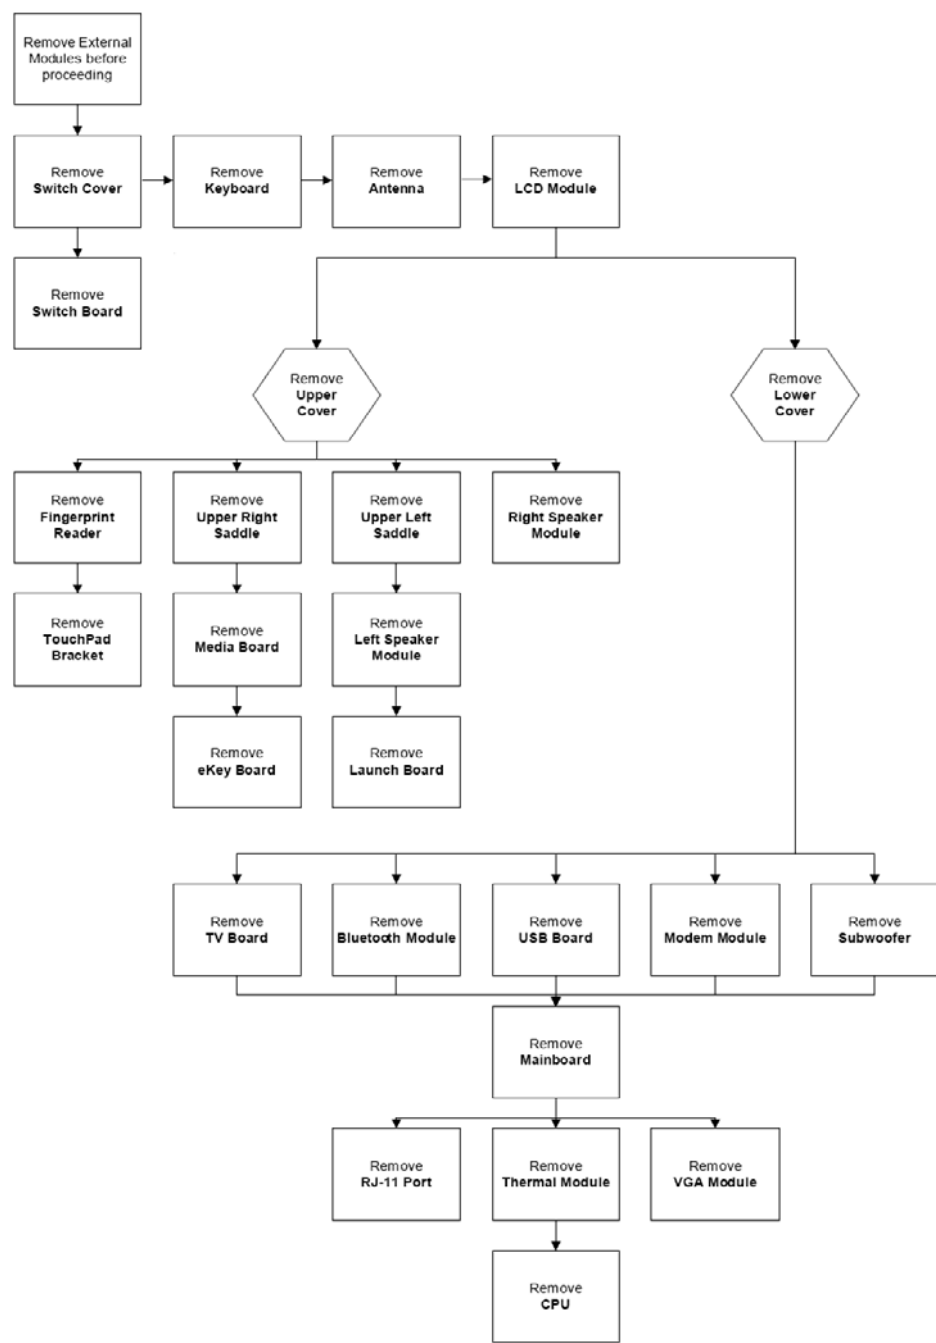 Remove External
Modules before
proceeding
Remove
Switch Cover
Remove
Keyboard
Remove
Antenna
Remove
LCD Module
Remove
Switch Board
Remove
Upper
Cover
Remove
Lower
Cover
Remove
Fingerprint
Reader
Remove
Upper Right
Saddle
Remove
Upper Left
Saddle
Remove
Right Speaker
Module
Remove
TouchPad
Bracket
Remove
Media Board
Remove
Left Speaker
Module
Remove
eKey Board
Remove
Launch Board
Remove
TV Board
Remove
Bluetooth Module
Remove
USB Board
Remove
Modem Module
Remove
Subwoofer
Remove
Mainboard
Remove
RJ-11 Port
Remove
Thermal Module
Remove
VGA Module
Remove
CPU